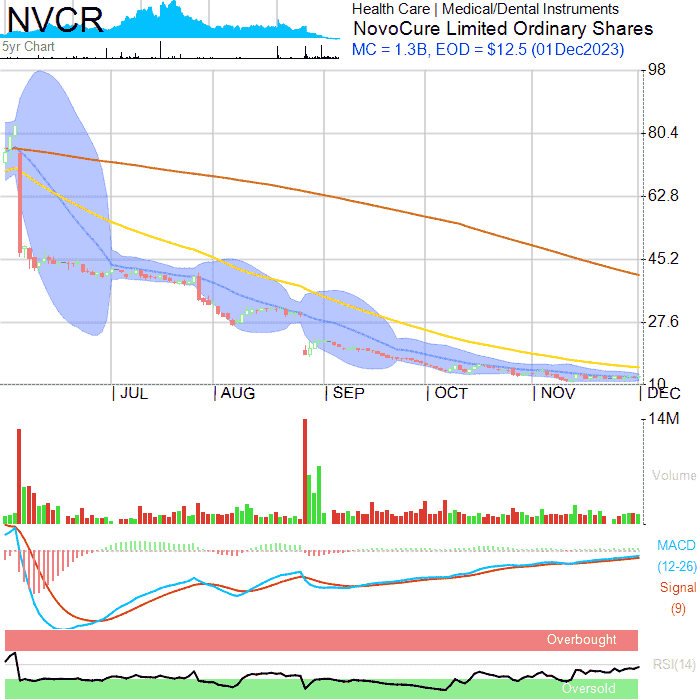 NVCR
5yr Chart
Health Care | Medical/Dental Instruments
NovoCure Limited Ordinary Shares
MC = 1.3B, EOD = $12.5 (01Dec2023)
98
80.4
62.8
45.2
27.6
10
JUL AUG SEP OCT NOV DEC
14M
Volume
MACD
(12-26)
Signal
(9)
Overbought
RSI(14)
Oversold